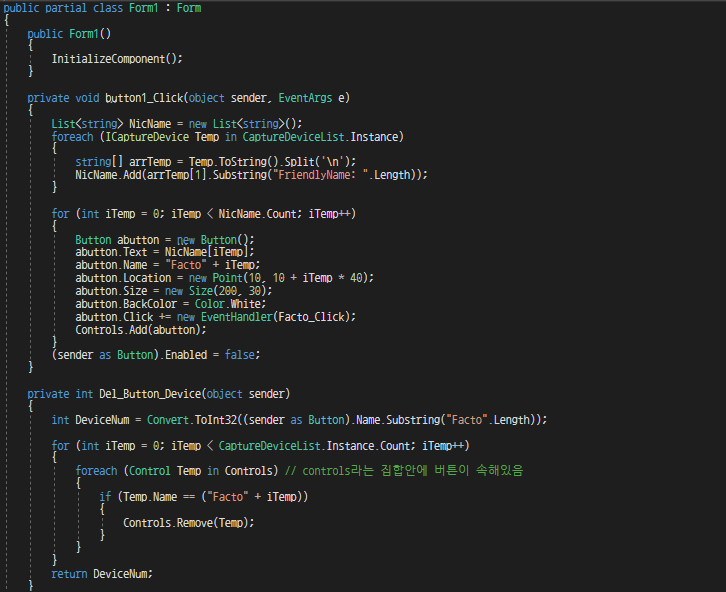 public partial class Form1 : Form
{
public Form1()
{
InitializeComponent();
}
private void button1_Click(object sender, EventArgs e)
{
List<string> NicName = new List<string>();
foreach (ICaptureDevice Temp in CaptureDeviceList.Instance)
{
string[] arrTemp = Temp.ToString().Split('\n');
NicName.Add(arrTemp[1].Substring("FriendlyName: ".Length));
}
for (int iTemp = 0; iTemp < NicName.Count; iTemp++)
{
Button abutton = new Button();
abutton.Text = NicName[iTemp];
abutton.Name = "Facto" + iTemp;
abutton.Location = new Point(10, 10 + iTemp * 40);
abutton.Size = new Size(200, 30);
abutton.BackColor = Color.White;
abutton.Click += new EventHandler(Facto_Click);
Controls.Add(abutton);
}
(sender as Button).Enabled = false;
}
private int Del_Button_Device(object sender)
{
int DeviceNum = Convert.ToInt32((sender as Button).Name.Substring("Facto".Length));
for (int iTemp = 0; iTemp < CaptureDeviceList.Instance.Count; iTemp++)
{
foreach (Control Temp in Controls) // controls라는 집합안에 버튼이 속해있음
{
if (Temp.Name == ("Facto" + iTemp))
{
Controls.Remove(Temp);
}
}
}
return DeviceNum;
}